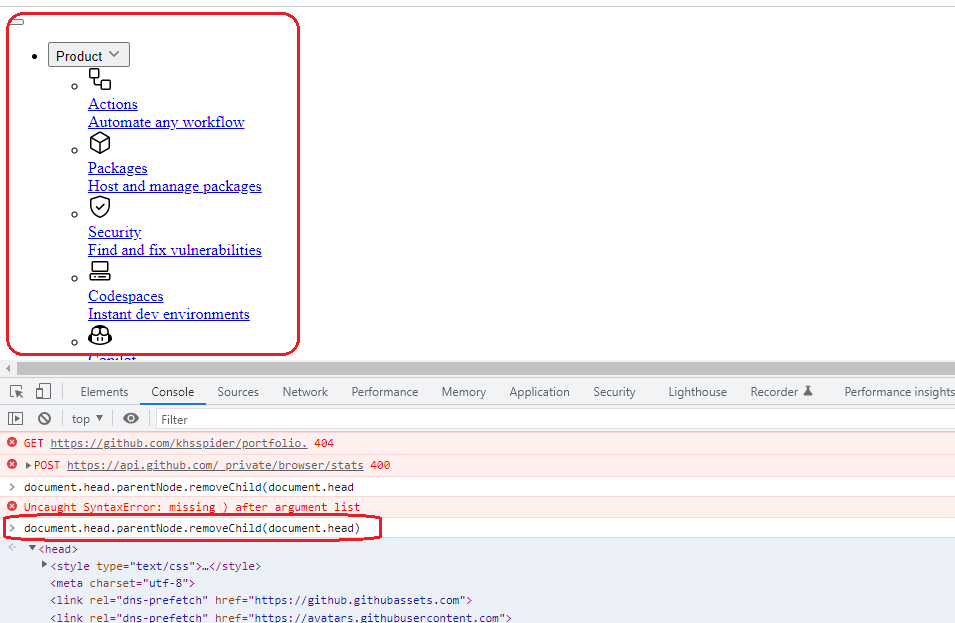 Product
Actions
Automate any workflow
Packages
Host and manage packages
Security
Find and fix vulnerabilities
Codespaces
Instant dev environments
Copilot
Elements Console Sources Network Performance Memory Application Security Lighthouse Recorder Performance insights
top Filter
GET https://github.com/khsspider/portfolio. 404
POST https://api.github.com/_private/browser/stats 400
document.head.parentNode.removeChild(document.head
Uncaught SyntaxError: missing ) after argument list
document.head.parentNode.removeChild(document.head)
<head>
<style type="text/css">…</style>
<meta charset="utf-8">
<link rel="dns-prefetch" href="https://github.githubassets.com">
<link rel="dns-prefetch" href="https://avatars.githubusercontent.com">